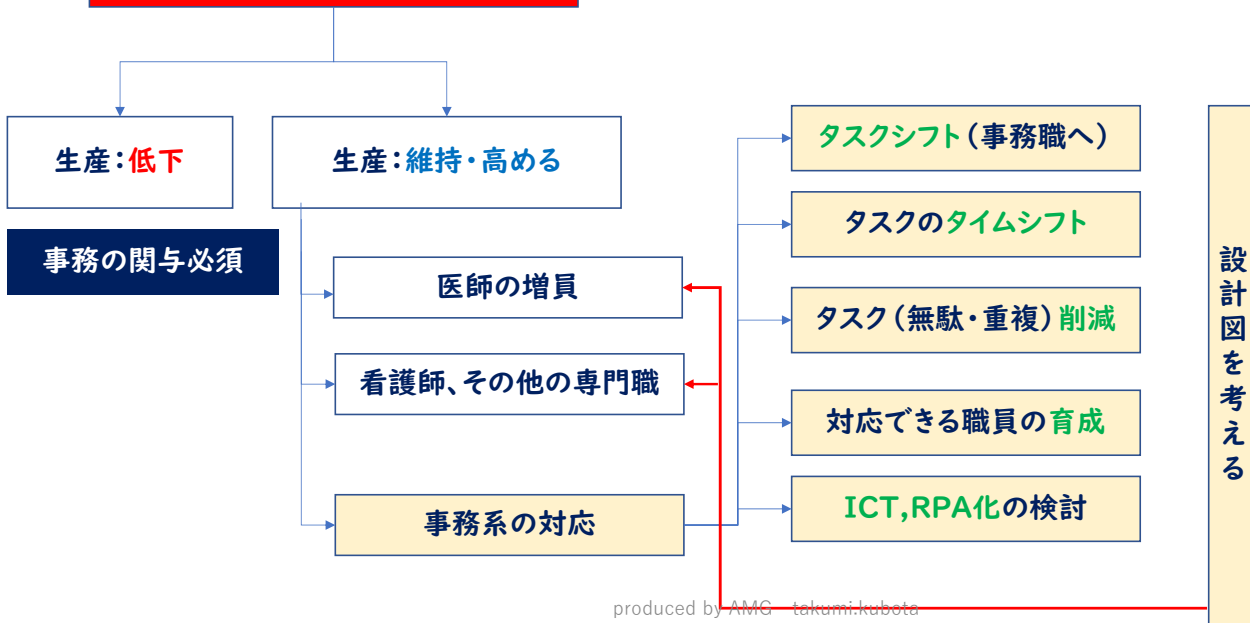 生産：低下
生産：維持・高める
事務の関与必須
医師の増員
看護師、その他の専門職
事務系の対応
タスクシフト（事務職へ）
タスクのタイムシフト
タスク（無駄・重複）削減
対応できる職員の育成
ICT,RPA化の検討
設計図を考える
produced by AMG takumi.kubota